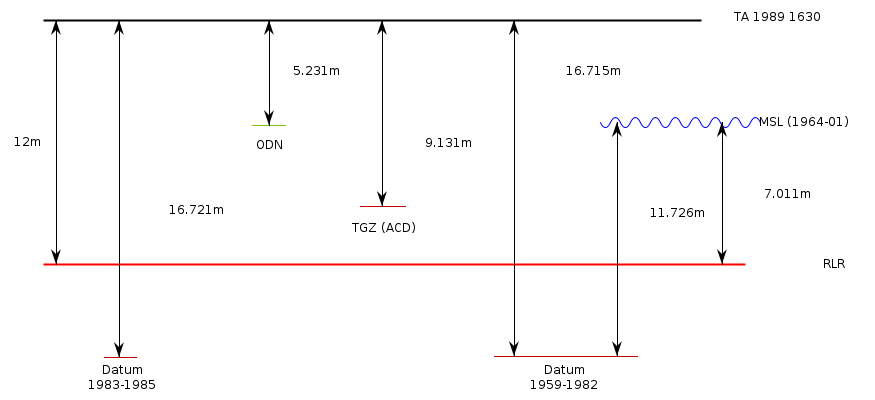 TA 1989 1630
5.231m
16.715m
MSL (1964-01)
12m
ODN
9.131m
7.011m
16.721m
11.726m
TGZ (ACD)
RLR
Datum
1983-1985
Datum
1959-1982